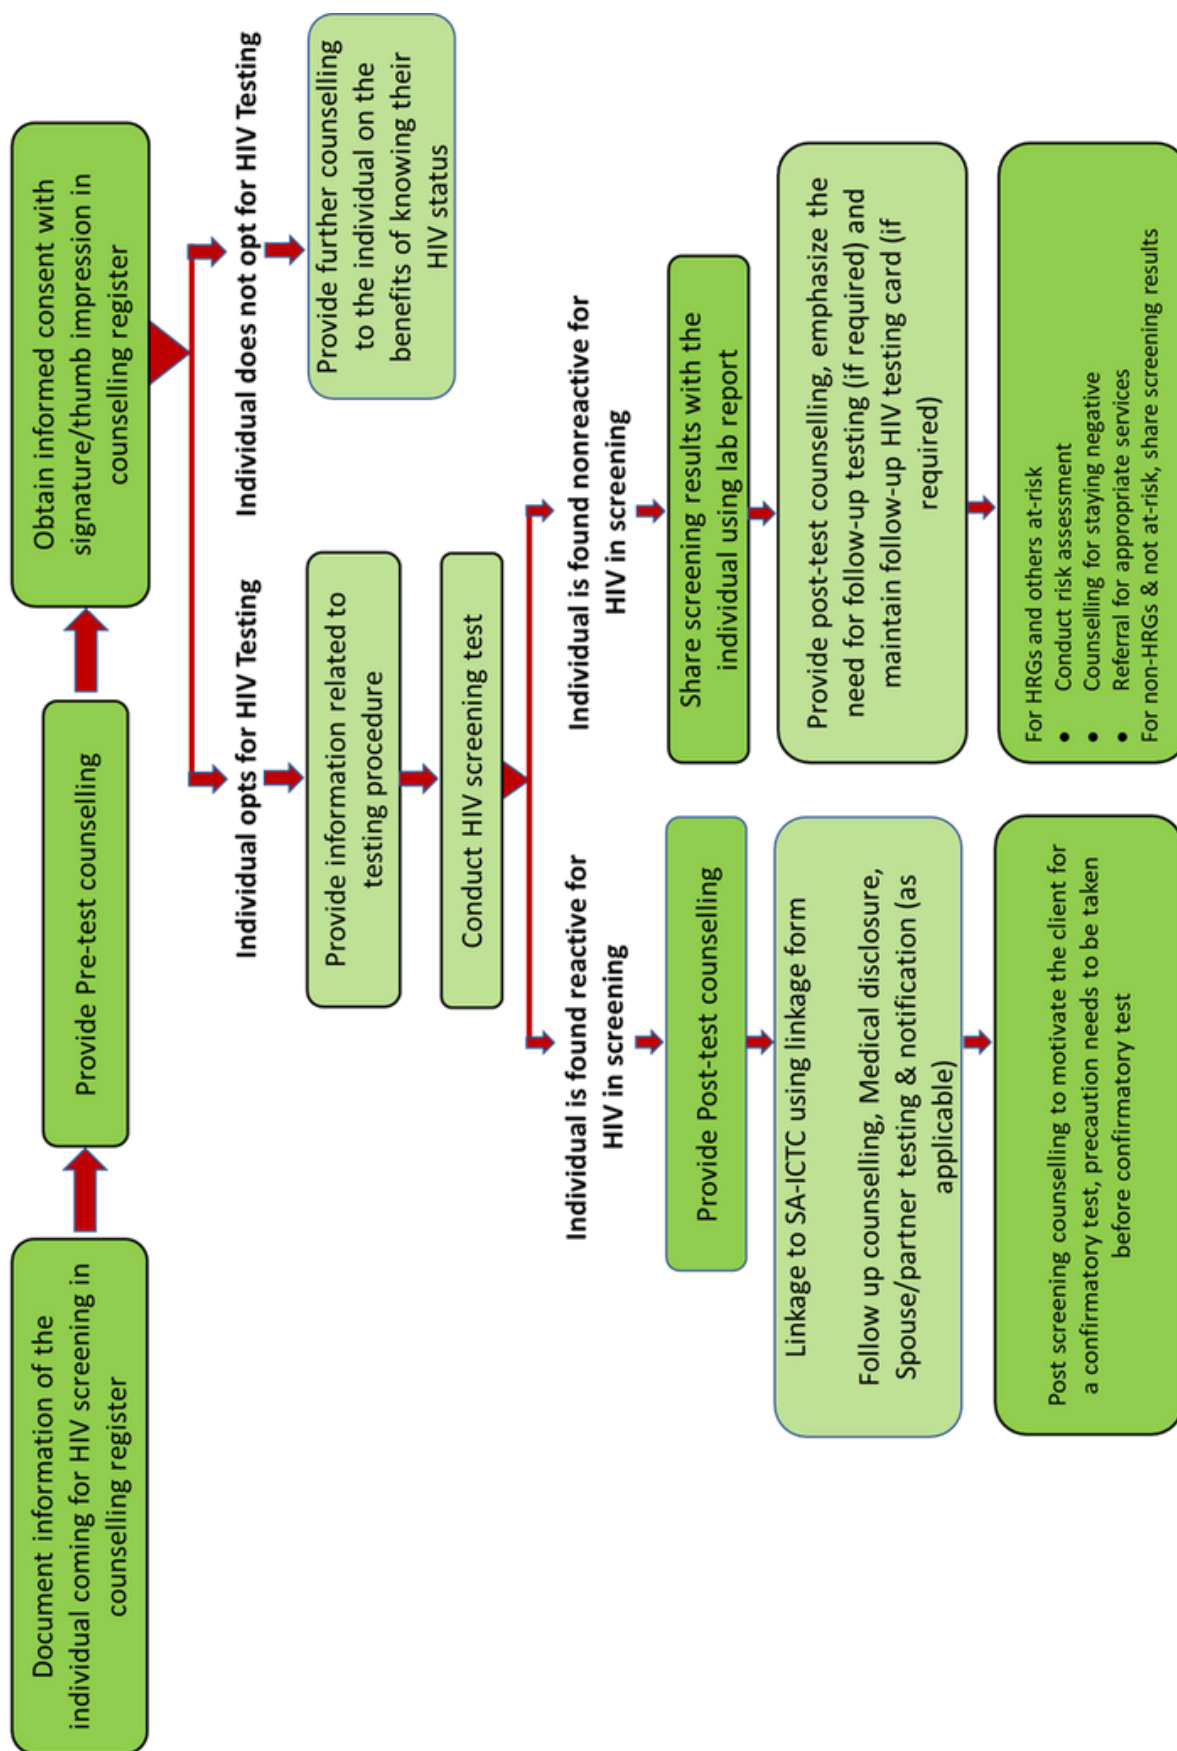 Document information of the
individual coming for HIV screening in
counselling register
Provide Pre-test counselling
Obtain informed consent with
signature/thumb impression in
counselling register
Individual opts for HIV Testing
Individual does not opt for HIV Testing
Provide information related to
testing procedure
Provide further counselling
to the individual on the
benefits of knowing their
HIV status
Conduct HIV screening test
Individual is found reactive for
HIV in screening
Individual is found nonreactive for
HIV in screening
Provide Post-test counselling
Share screening results with the
individual using lab report
Linkage to SA-ICTC using linkage form
Follow up counselling, Medical disclosure,
Spouse/partner testing & notification (as
applicable)
Provide post-test counselling, emphasize the
need for follow-up testing (if required) and
maintain follow-up HIV testing card (if
required)
Post screening counselling to motivate the client for
a confirmatory test, precaution needs to be taken
before confirmatory test
For HRGs and others at-risk
• Conduct risk assessment
• Counselling for staying negative
• Referral for appropriate services
For non-HRGs & not at-risk, share screening results